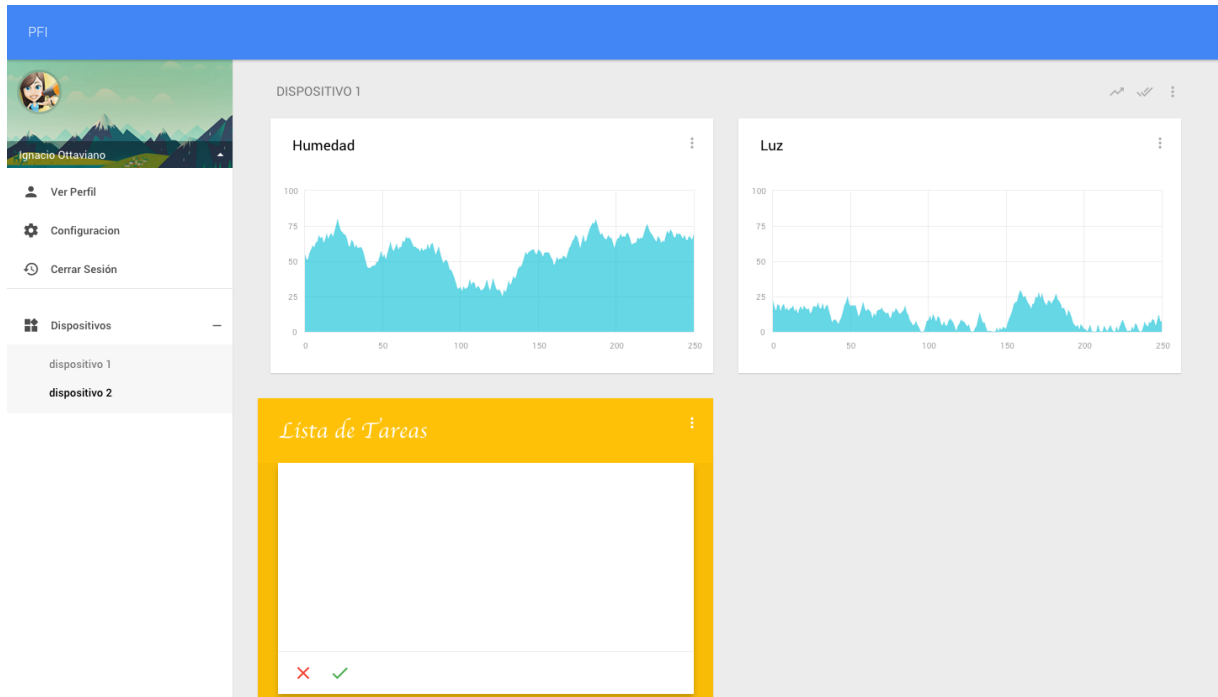 PFI
Ignacio Ottaviano
Ver Perfil
Configuracion
Cerrar Sesión
Dispositivos
dispositivo 1
dispositivo 2
DISPOSITIVO 1
Humedad
100
75
50
25
0
0 50 100 150 200 250
Luz
100
75
50
25
0
0 50 100 150 200 250
Lista de Tareas